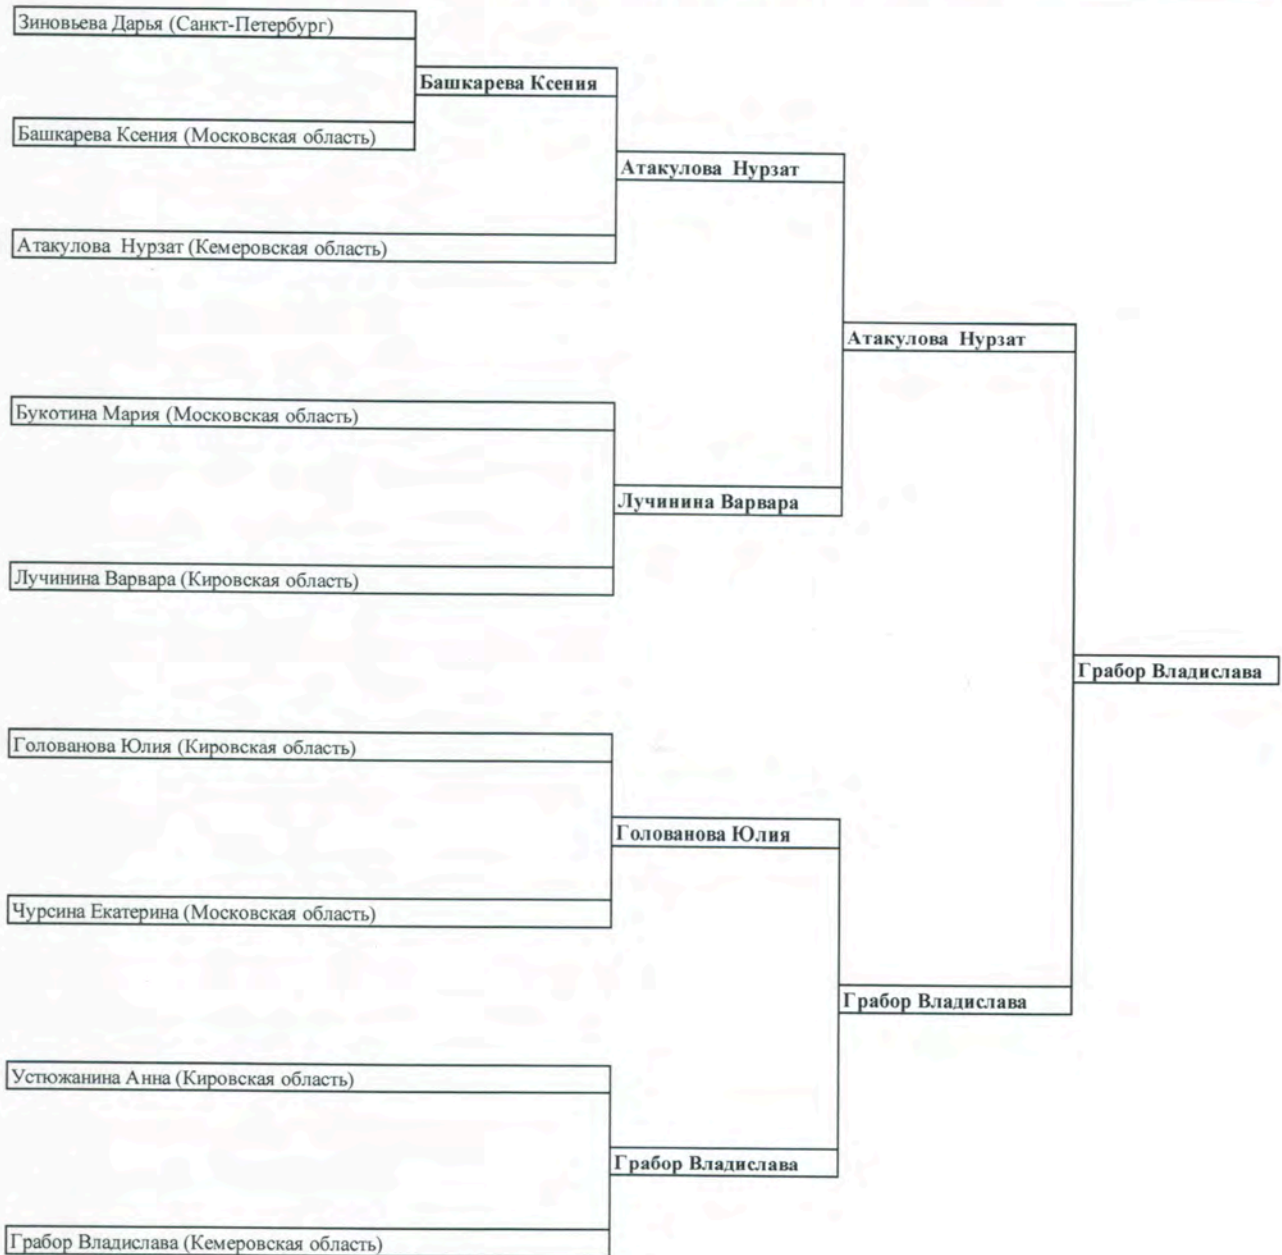 Зиновьева Дарья (Санкт-Петербург)
Башкарева Ксения
Башкарева Ксения (Московская область)
Атакулова Нурзат
Атакулова Нурзат (Кемеровская область)
Атакулова Нурзат
Букотина Мария (Московская область)
Лучинина Варвара
Лучинина Варвара (Кировская область)
Грабор Владислава
Голованова Юлия (Кировская область)
Голованова Юлия
Чурсина Екатерина (Московская область)
Грабор Владислава
Устюжанина Анна (Кировская область)
Грабор Владислава
Грабор Владислава (Кемеровская область)